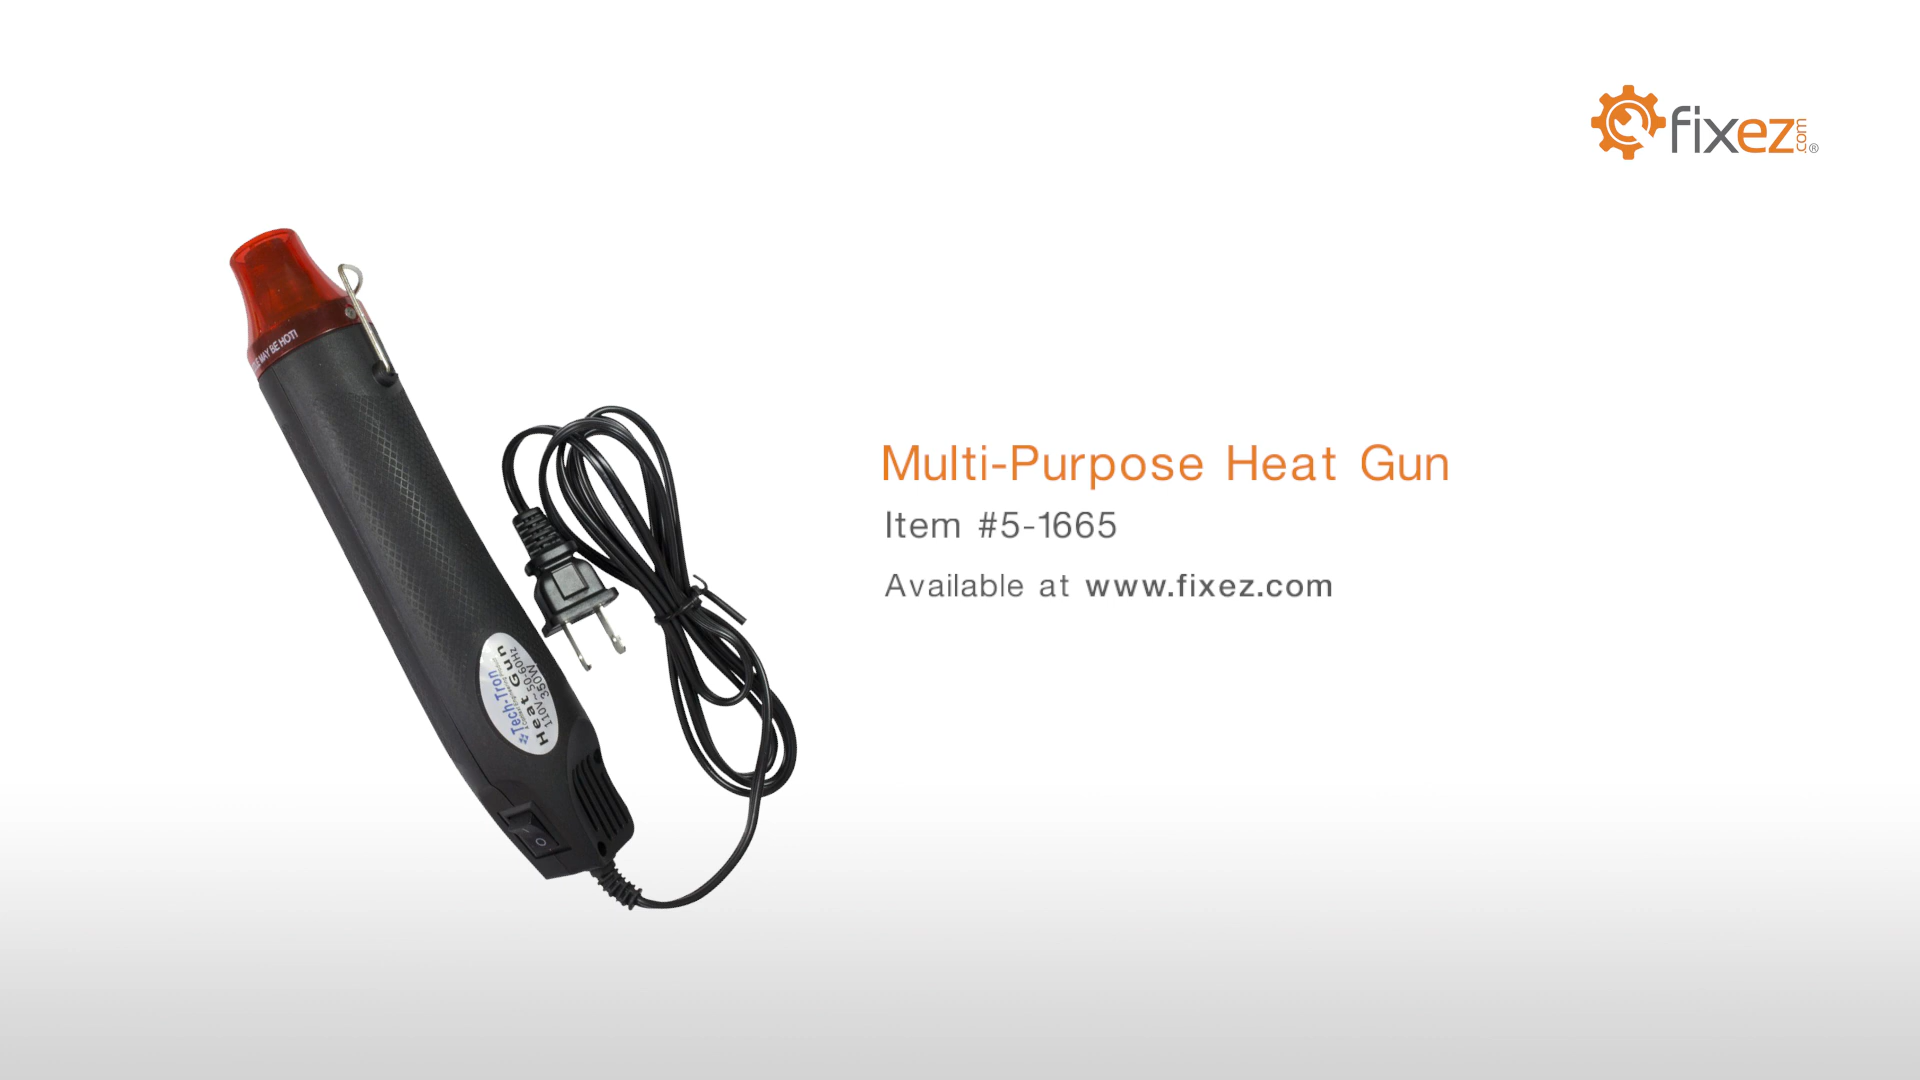 fixez.com®
Multi-Purpose Heat Gun
Item #5-1665
Available at www.fixez.com
MAY BE HOT!
Tech-Tron
Heat Gun
110V~50-60Hz
350W